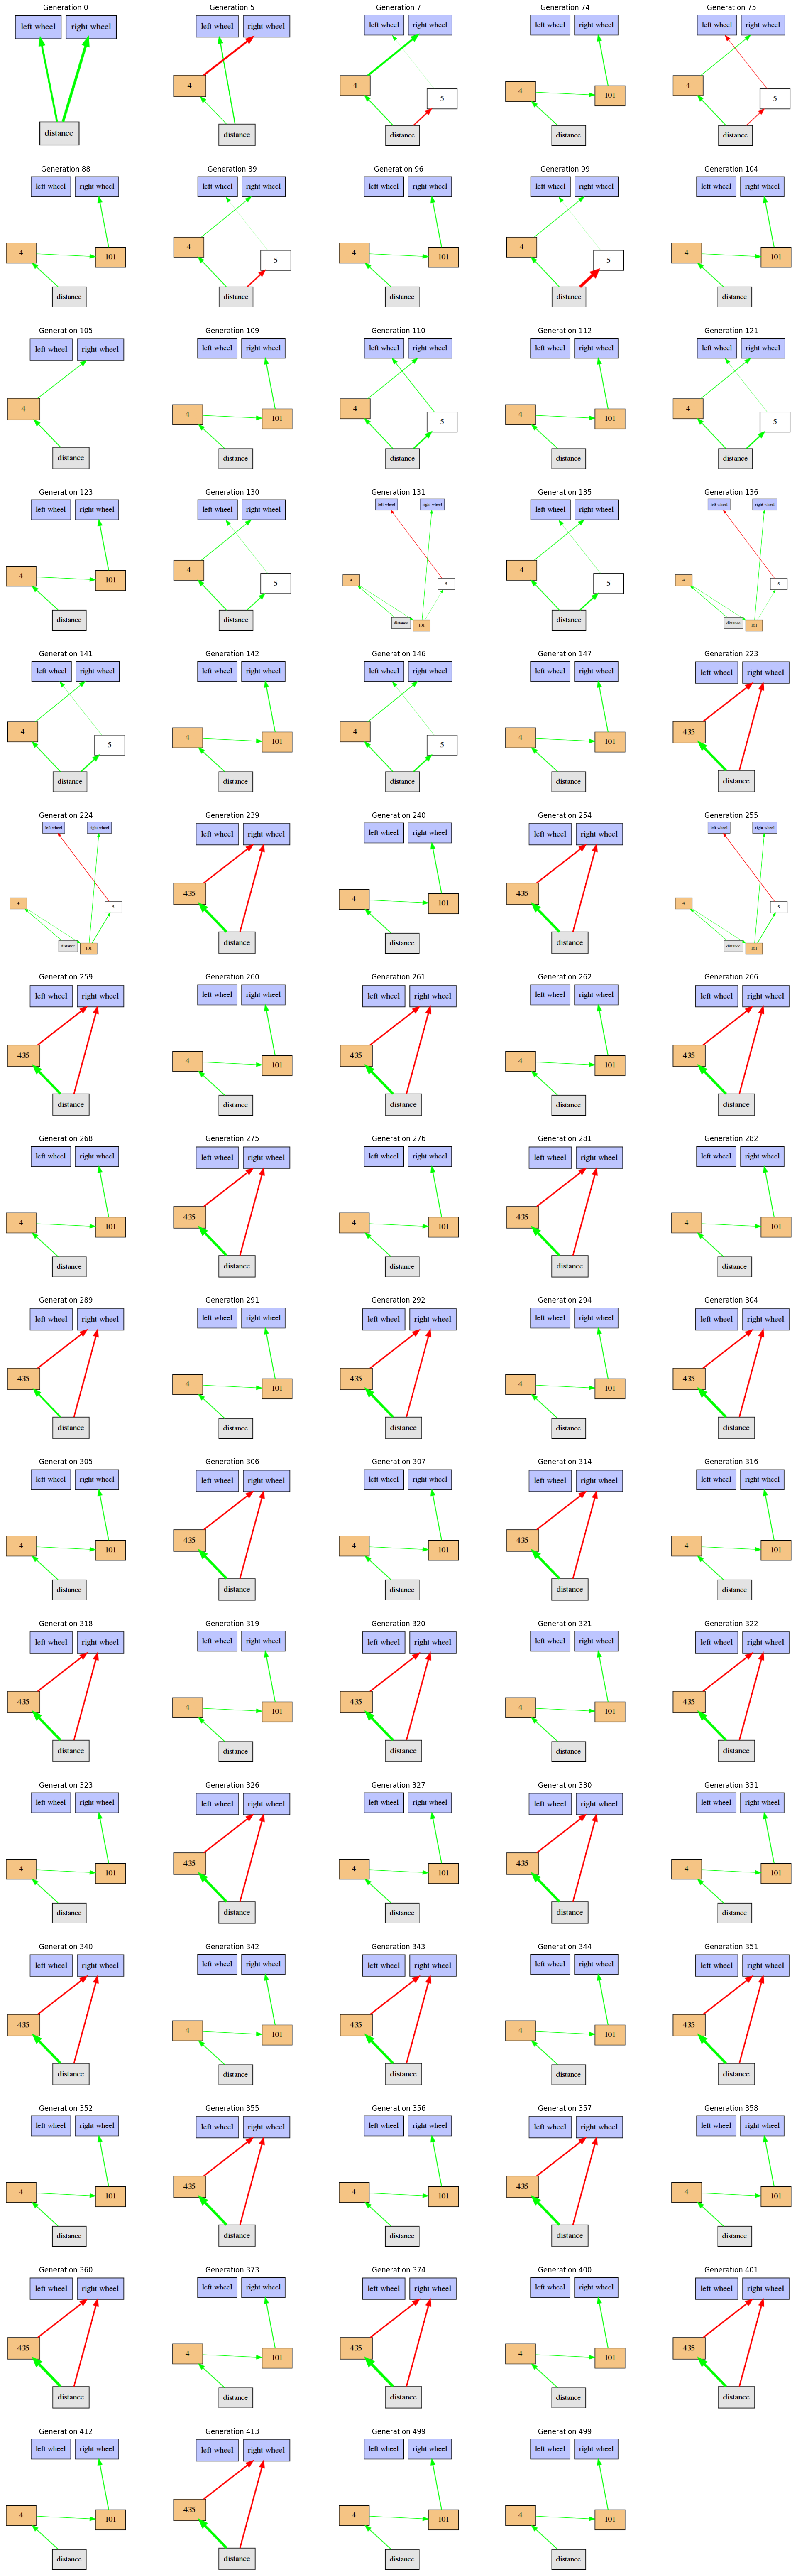 Generation 0
left wheel right wheel
distance
Generation 5
left wheel right wheel
4
distance
Generation 7
left wheel right wheel
4
5
distance
Generation 74
left wheel right wheel
4 101
distance
Generation 75
left wheel right wheel
4
5
distance
Generation 88
left wheel right wheel
4 101
distance
Generation 89
left wheel right wheel
4
5
distance
Generation 96
left wheel right wheel
4 101
distance
Generation 99
left wheel right wheel
4
5
distance
Generation 104
left wheel right wheel
4 101
distance
Generation 105
left wheel right wheel
4
distance
Generation 109
left wheel right wheel
4 101
distance
Generation 110
left wheel right wheel
4
5
distance
Generation 112
left wheel right wheel
4 101
distance
Generation 121
left wheel right wheel
4
5
distance
Generation 123
left wheel right wheel
4 101
distance
Generation 130
left wheel right wheel
4
5
distance
Generation 131
left wheel right wheel
4 5
distance 101
Generation 135
left wheel right wheel
4
5
distance
Generation 136
left wheel right wheel
4 5
distance 101
Generation 141
left wheel right wheel
4
5
distance
Generation 142
left wheel right wheel
4 101
distance
Generation 146
left wheel right wheel
4
5
distance
Generation 147
left wheel right wheel
4 101
distance
Generation 223
left wheel right wheel
435
distance
Generation 224
left wheel right wheel
4 5
distance 101
Generation 239
left wheel right wheel
435
distance
Generation 240
left wheel right wheel
4 101
distance
Generation 254
left wheel right wheel
435
distance
Generation 255
left wheel right wheel
4 5
distance 101
Generation 259
left wheel right wheel
435
distance
Generation 260
left wheel right wheel
4 101
distance
Generation 261
left wheel right wheel
435
distance
Generation 262
left wheel right wheel
4 101
distance
Generation 266
left wheel right wheel
435
distance
Generation 268
left wheel right wheel
4 101
distance
Generation 275
left wheel right wheel
435
distance
Generation 276
left wheel right wheel
4 101
distance
Generation 281
left wheel right wheel
435
distance
Generation 282
left wheel right wheel
4 101
distance
Generation 289
left wheel right wheel
435
distance
Generation 291
left wheel right wheel
4 101
distance
Generation 292
left wheel right wheel
435
distance
Generation 294
left wheel right wheel
4 101
distance
Generation 304
left wheel right wheel
435
distance
Generation 305
left wheel right wheel
4 101
distance
Generation 306
left wheel right wheel
435
distance
Generation 307
left wheel right wheel
4 101
distance
Generation 314
left wheel right wheel
435
distance
Generation 316
left wheel right wheel
4 101
distance
Generation 318
left wheel right wheel
435
distance
Generation 319
left wheel right wheel
4 101
distance
Generation 320
left wheel right wheel
435
distance
Generation 321
left wheel right wheel
4 101
distance
Generation 322
left wheel right wheel
435
distance
Generation 323
left wheel right wheel
4 101
distance
Generation 326
left wheel right wheel
435
distance
Generation 327
left wheel right wheel
4 101
distance
Generation 330
left wheel right wheel
435
distance
Generation 331
left wheel right wheel
4 101
distance
Generation 340
left wheel right wheel
435
distance
Generation 342
left wheel right wheel
4 101
distance
Generation 343
left wheel right wheel
435
distance
Generation 344
left wheel right wheel
4 101
distance
Generation 351
left wheel right wheel
435
distance
Generation 352
left wheel right wheel
4 101
distance
Generation 355
left wheel right wheel
435
distance
Generation 356
left wheel right wheel
4 101
distance
Generation 357
left wheel right wheel
435
distance
Generation 358
left wheel right wheel
4 101
distance
Generation 360
left wheel right wheel
435
distance
Generation 373
left wheel right wheel
4 101
distance
Generation 374
left wheel right wheel
435
distance
Generation 400
left wheel right wheel
4 101
distance
Generation 401
left wheel right wheel
435
distance
Generation 412
left wheel right wheel
4 101
distance
Generation 413
left wheel right wheel
435
distance
Generation 499
left wheel right wheel
4 101
distance
Generation 499
left wheel right wheel
4 101
distance